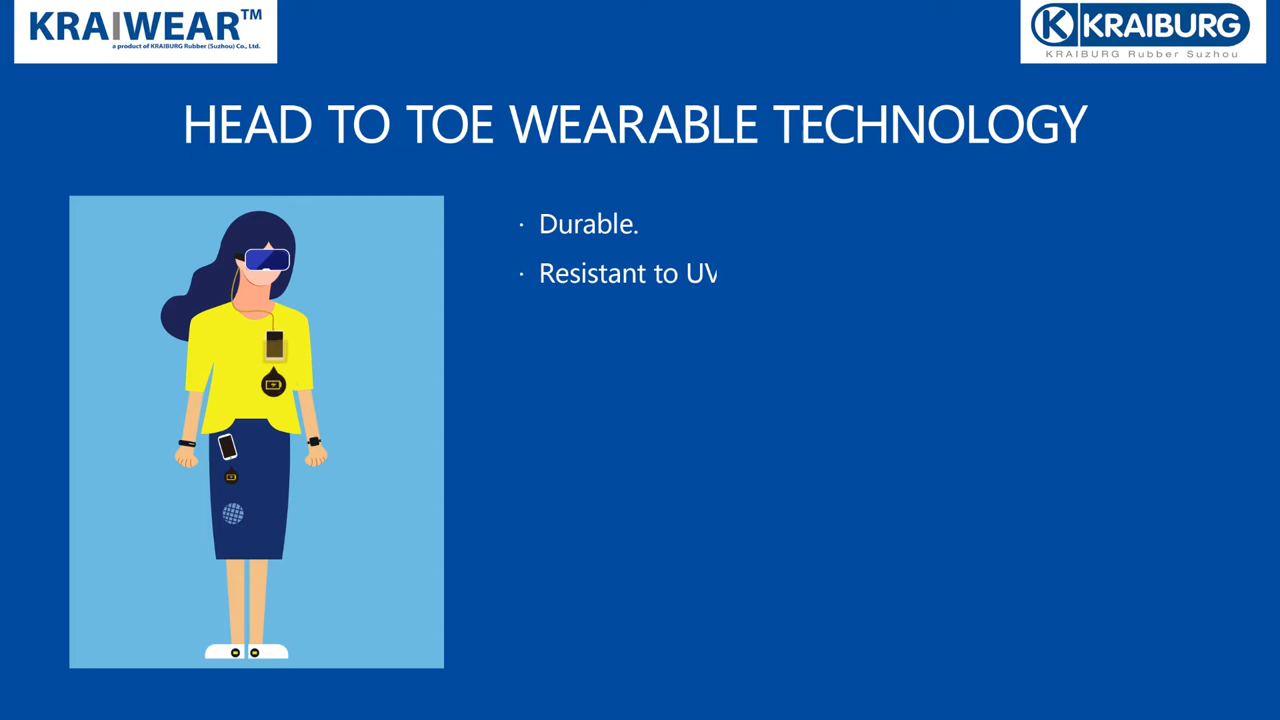 KRAIWEAR™
a product of KRAIBURG Rubber (Suzhou) Co., Ltd.
K KRAIBURG
KRAIBURG Rubber Suzhou
HEAD TO TOE WEARABLE TECHNOLOGY
· Durable.
· Resistant to UV